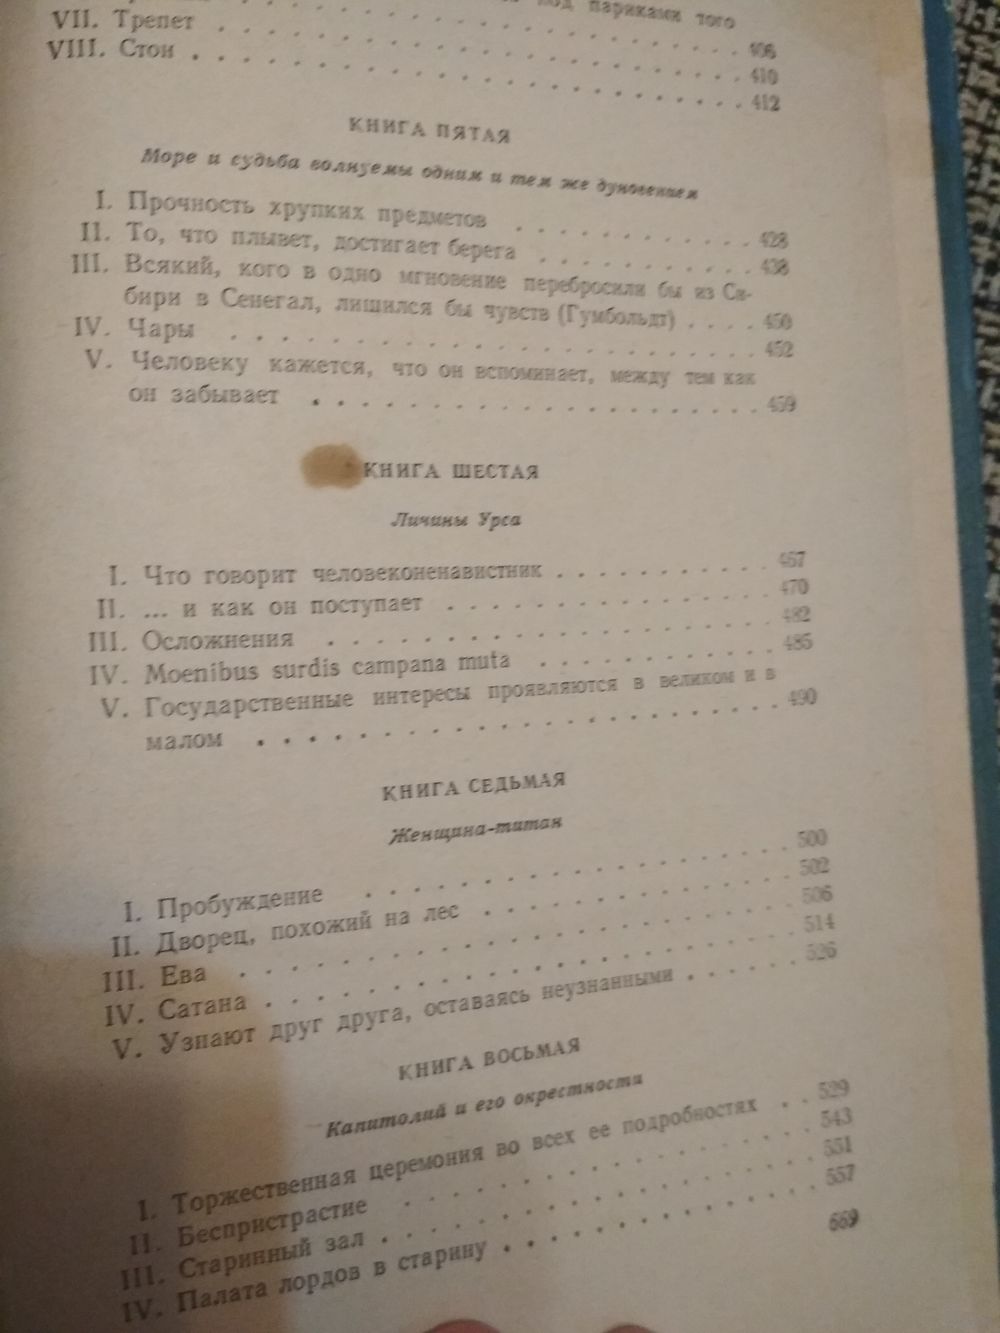 под париками того
. . . . . 406
VII. Трепет . . . . . 410
VIII. Стон . . . . . 412
КНИГА ПЯТАЯ
Море и судьба волнуемы одним и тем же дуновением
I. Прочность хрупких предметов . . . . . 428
II. То, что плывет, достигает берега . . . . . 438
III. Всякий, кого в одно мгновение перебросили бы из Си-
бири в Сенегал, лишился бы чувств (Гумбольдт) . . . . 450
IV. Чары . . . . . 452
V. Человеку кажется, что он вспоминает, между тем как
он забывает . . . . . 459
КНИГА ШЕСТАЯ
Личины Урса
I. Что говорит человеконенавистник . . . . . 467
II. ... и как он поступает . . . . . 470
III. Осложнения . . . . . 482
IV. Moenibus surdis campana muta . . . . . 485
V. Государственные интересы проявляются в великом и в
малом . . . . . 490
КНИГА СЕДЬМАЯ
Женщина-титан
I. Пробуждение . . . . . 500
II. Дворец, похожий на лес . . . . . 502
III. Ева . . . . . 506
IV. Сатана . . . . . 514
V. Узнают друг друга, оставаясь неузнанными . . . . . 526
КНИГА ВОСЬМАЯ
Капитолий и его окрестности
I. Торжественная церемония во всех ее подробностях . . 529
II. Беспристрастие . . . . . 543
III. Старинный зал . . . . . 551
IV. Палата лордов в старину . . . . . 557
669